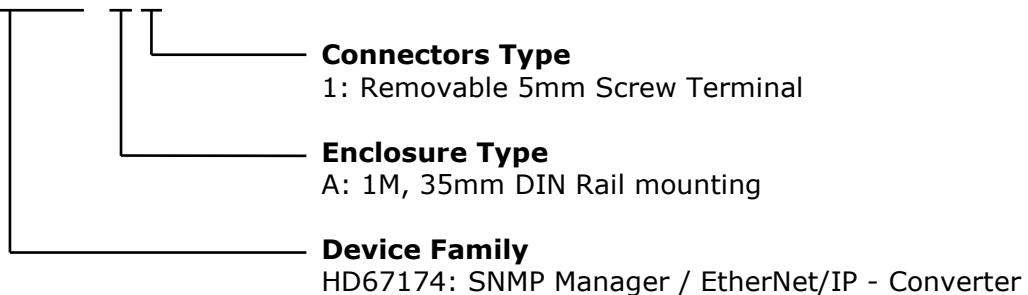 Connectors Type
1: Removable 5mm Screw Terminal
Enclosure Type
A: 1M, 35mm DIN Rail mounting
Device Family
HD67174: SNMP Manager / EtherNet/IP - Converter